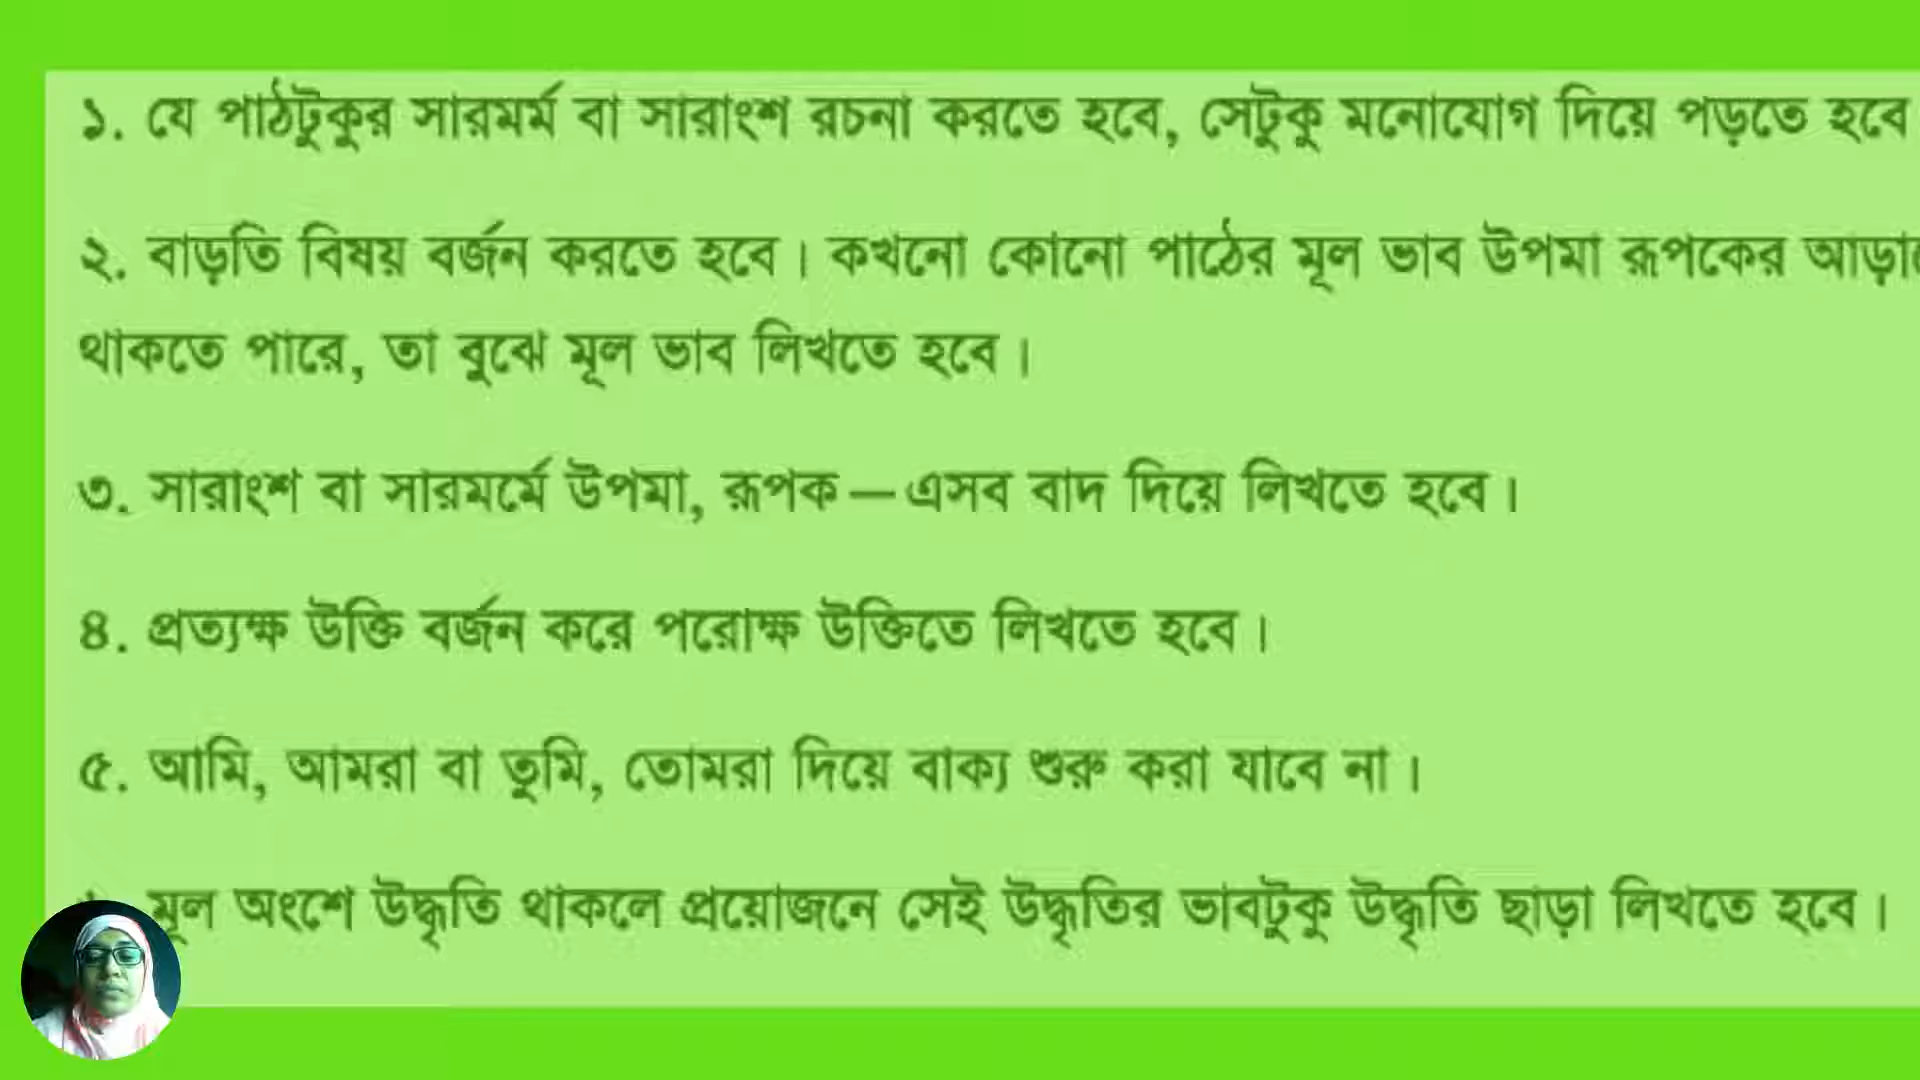 ১. যে পাঠটুকুর সারমর্ম বা সারাংশ রচনা করতে হবে, সেটুকু মনোযোগ দিয়ে পড়তে হবে
২. বাড়তি বিষয় বর্জন করতে হবে। কখনো কোনো পাঠের মূল ভাব উপমা রূপকের
থাকতে পারে, তা বুঝে মূল ভাব লিখতে হবে।
৩. সারাংশ বা সারমর্মে উপমা, রূপক—এসব বাদ দিয়ে লিখতে হবে।
৪. প্রত্যক্ষ উক্তি বর্জন করে পরোক্ষ উক্তিতে লিখতে হবে।
৫. আমি, আমরা বা তুমি, তোমরা দিয়ে বাক্য শুরু করা যাবে না।
মূল অংশে উদ্ধৃতি থাকলে প্রয়োজনে সেই উদ্ধৃতির ভাবটুকু উদ্ধৃতি ছাড়া লিখতে হবে।